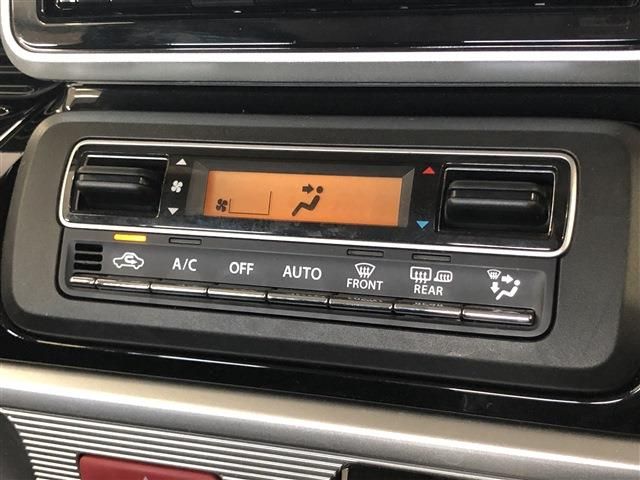 A/C OFF AUTO FRONT REAR